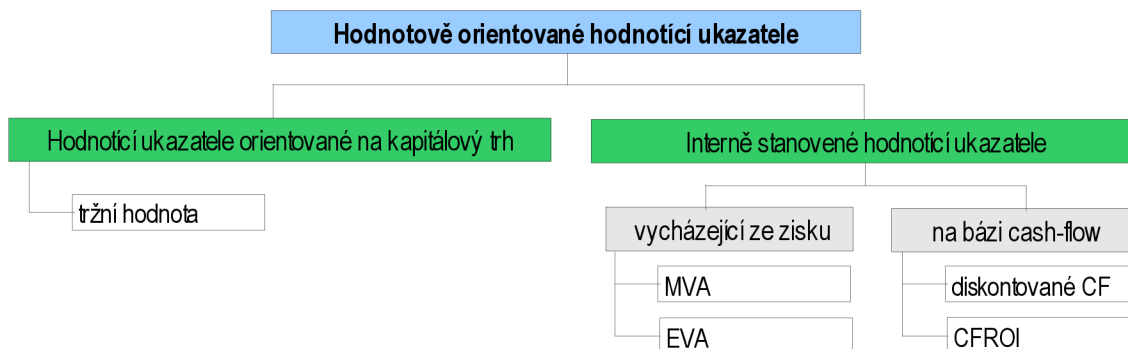 Hodnotově orientované hodnotící ukazatele
Hodnotící ukazatele orientované na kapitálový trh
Interně stanovené hodnotící ukazatele
tržní hodnota
vycházející ze zisku
na bázi cash-flow
MVA
diskontované CF
EVA
CFROI